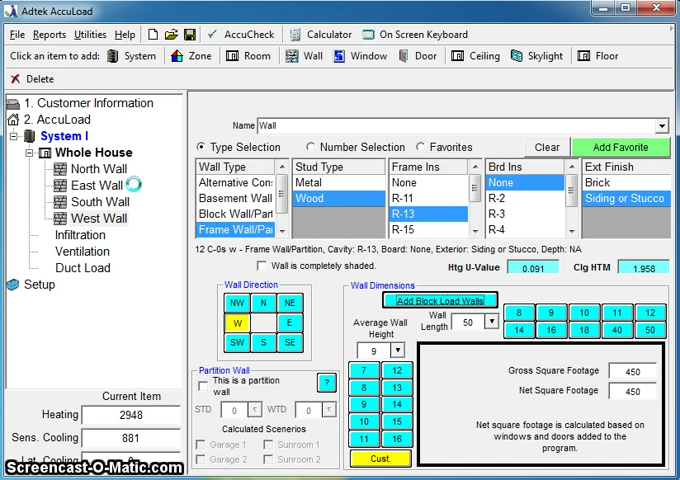 Adtek AccuLoad
File Reports Utilities Help AccuCheck Calculator On Screen Keyboard
Click an item to add: System Zone Room Wall Window Door Ceiling Skylight Floor
Delete
1. Customer Information
2. AccuLoad
System I
Whole House
North Wall
East Wall
South Wall
West Wall
Infiltration
Ventilation
Duct Load
Setup
Current Item
Heating 2948
Sens. Cooling 881
Lat. Cooling 0
Name Wall
Type Selection Number Selection Favorites Clear Add Favorite
Wall Type Stud Type Frame Ins Brd Ins Ext Finish
Alternative Con: Metal None None Brick
Basement Wall Wood R-11 R-2 Siding or Stucco
Block Wall/Part R-13 R-3
Frame Wall/Par R-15 R-4
12 C-0s w - Frame Wall/Partition, Cavity: R-13, Board: None, Exterior: Siding or Stucco, Depth: NA
Wall is completely shaded. Htg U-Value 0.091 Clg HTM 1.958
Wall Direction
NW N NE
W E
SW S SE
Partition Wall
This is a partition wall ?
STD 0 WTD 0
Calculated Scenerios
Garage 1 Sunroom 1
Garage 2 Sunroom 2
Wall Dimensions
Add Block Load Walls
Average Wall Height
9
Wall Length 50
8 10 11 12
14 16 18 40 50
7 12
8 13
9 14
10 15
11 16
Cust.
Gross Square Footage 450
Net Square Footage 450
Net square footage is calculated based on
windows and doors added to the
program.
Screencast-O-Matic.com